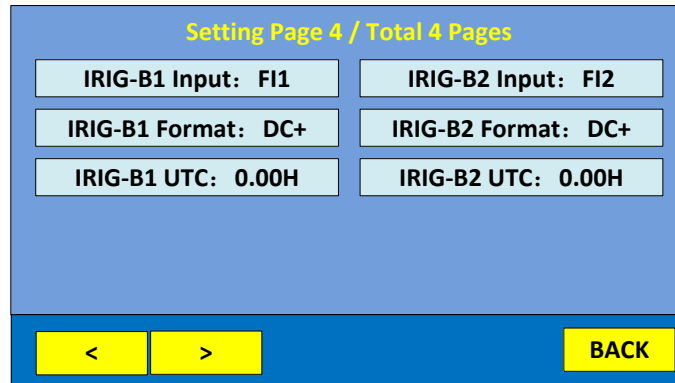 Setting Page 4 / Total 4 Pages
IRIG-B1 Input： FI1
IRIG-B2 Input： FI2
IRIG-B1 Format： DC+
IRIG-B2 Format： DC+
IRIG-B1 UTC： 0.00H
IRIG-B2 UTC： 0.00H
<
>
BACK